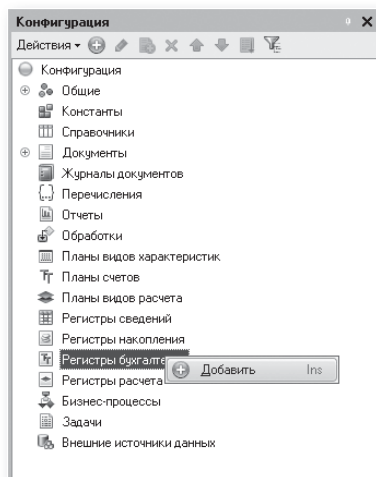 Конфигурация
Действия
Конфигурация
Общие
Константы
Справочники
Документы
Журналы документов
Перечисления
Отчеты
Обработки
Планы видов характеристик
Планы счетов
Планы видов расчета
Регистры сведений
Регистры накопления
Регистры бухгалте
Добавить Ins
Регистры расчета
Бизнес-процессы
Задачи
Внешние источники данных